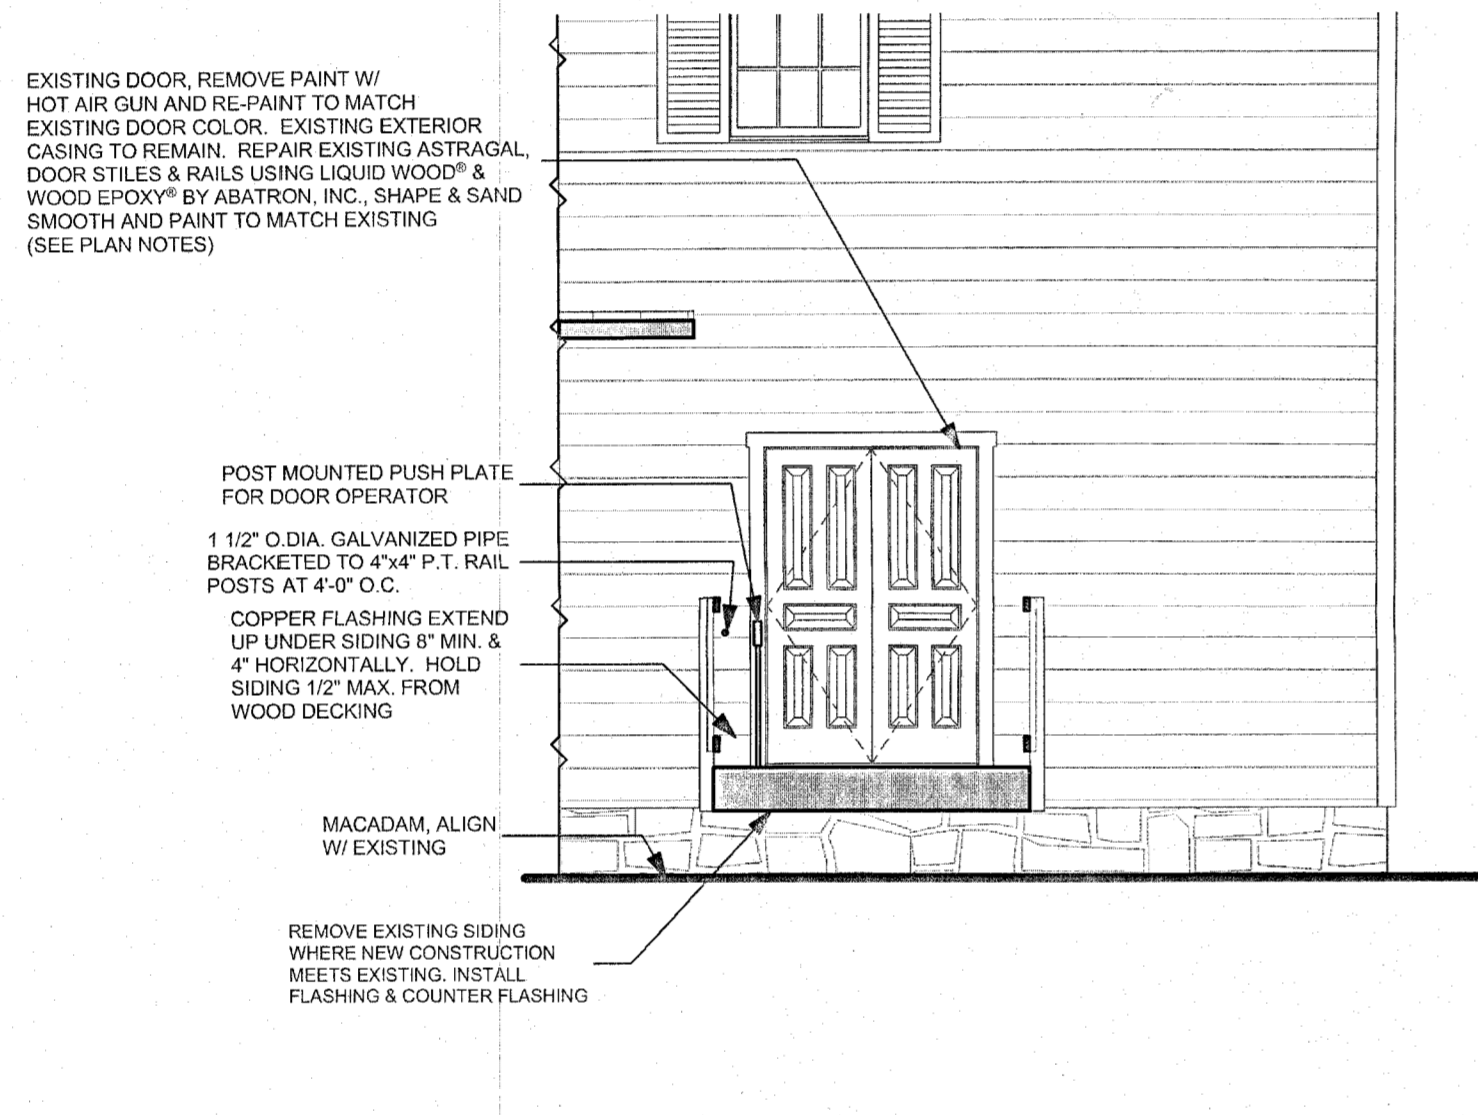 EXISTING DOOR, REMOVE PAINT W/
HOT AIR GUN AND RE-PAINT TO MATCH
EXISTING DOOR COLOR. EXISTING EXTERIOR
CASING TO REMAIN. REPAIR EXISTING ASTRAGAL,
DOOR STILES & RAILS USING LIQUID WOOD® &
WOOD EPOXY® BY ABATRON, INC., SHAPE & SAND
SMOOTH AND PAINT TO MATCH EXISTING
(SEE PLAN NOTES)
POST MOUNTED PUSH PLATE
FOR DOOR OPERATOR
1 1/2" O.DIA. GALVANIZED PIPE
BRACKETED TO 4"x4" P.T. RAIL
POSTS AT 4'-0" O.C.
COPPER FLASHING EXTEND
UP UNDER SIDING 8" MIN. &
4" HORIZONTALLY. HOLD
SIDING 1/2" MAX. FROM
WOOD DECKING
MACADAM, ALIGN
W/ EXISTING
REMOVE EXISTING SIDING
WHERE NEW CONSTRUCTION
MEETS EXISTING. INSTALL
FLASHING & COUNTER FLASHING